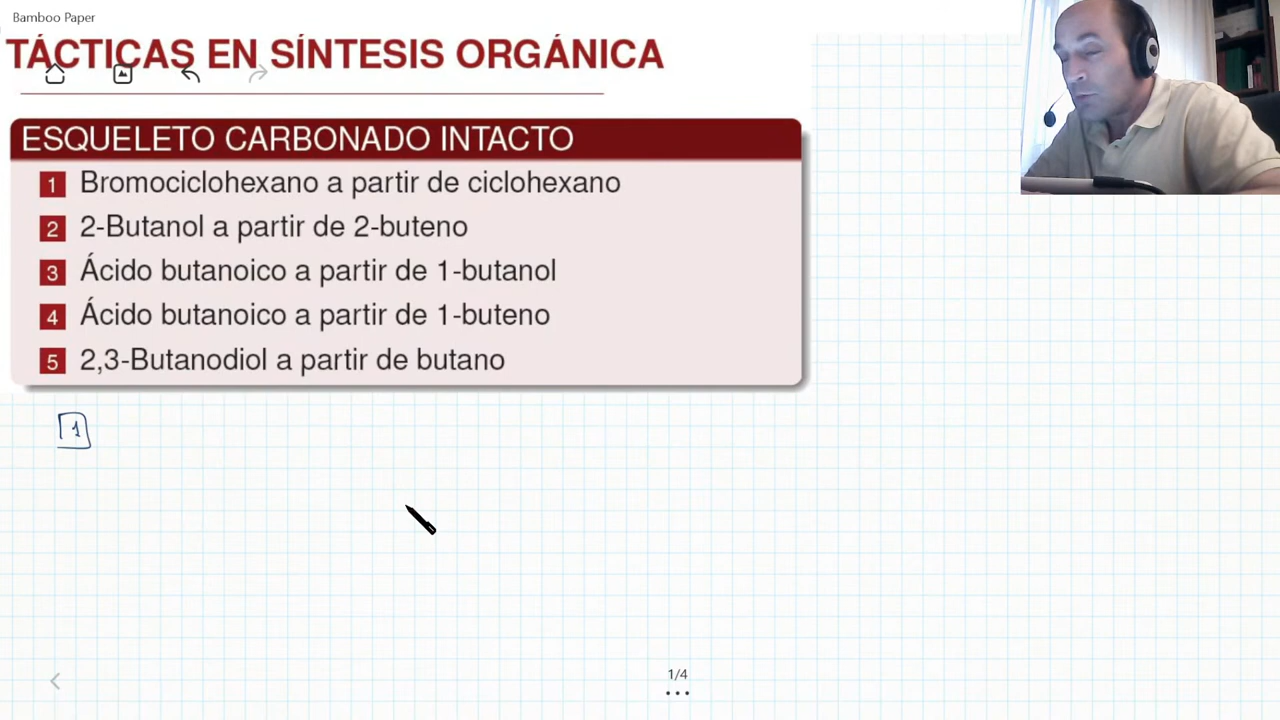 Bamboo Paper
TÁCTICAS EN SÍNTESIS ORGÁNICA
ESQUELETO CARBONADO INTACTO
1 Bromociclohexano a partir de ciclohexano
2 2-Butanol a partir de 2-buteno
3 Ácido butanoico a partir de 1-butanol
4 Ácido butanoico a partir de 1-buteno
5 2,3-Butanodiol a partir de butano
1
1/4